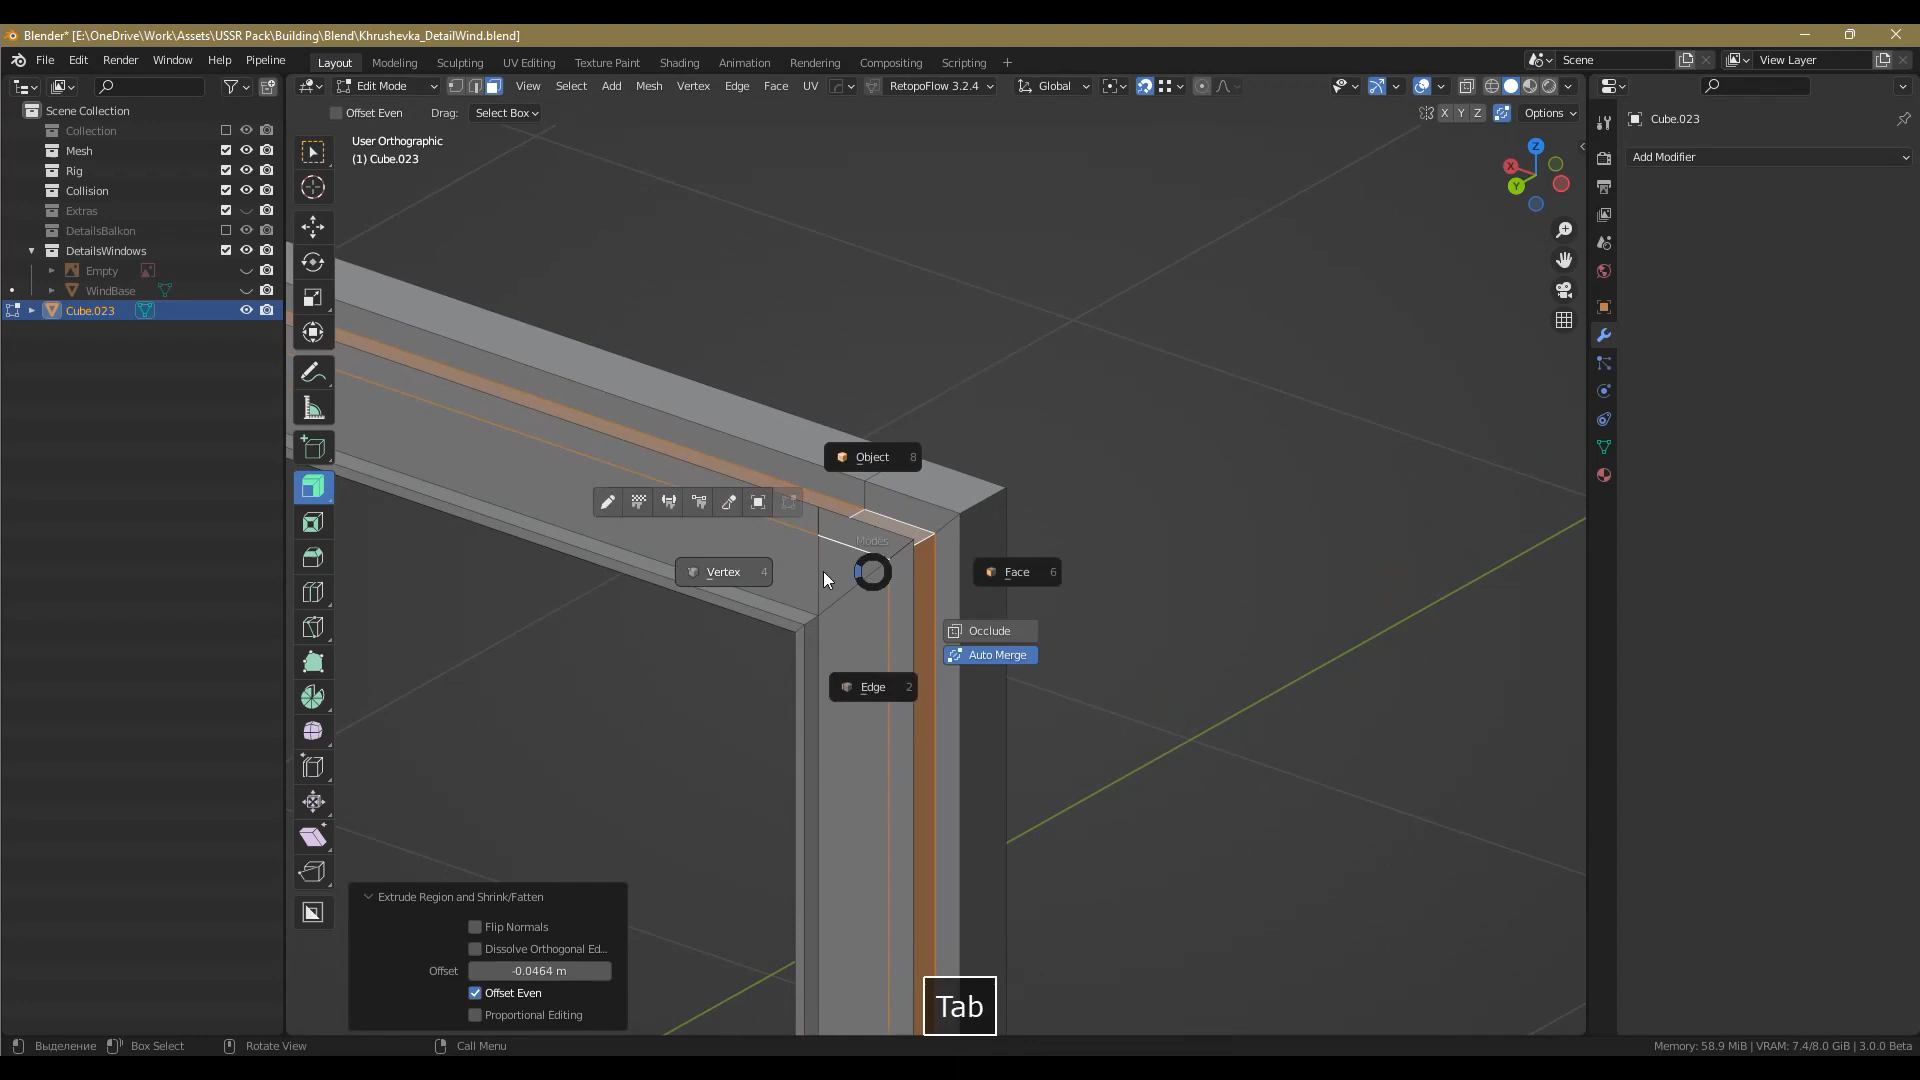 Blender* [E:\OneDrive\Work\Assets\USSR Pack\Building\Blend\Khrushevka_DetailWind.blend]
File Edit Render Window Help Pipeline
Layout Modeling Sculpting UV Editing Texture Paint Shading Animation Rendering Compositing Scripting +
Scene
View Layer
Edit Mode View Select Add Mesh Vertex Edge Face UV RetopoFlow 3.2.4 Global
Offset Even Drag: Select Box
X Y Z Options
Scene Collection
Collection
Mesh
Rig
Collision
Extras
DetailsBalkon
DetailsWindows
Empty
WindBase
Cube.023
User Orthographic
(1) Cube.023
Z
X
Y
Cube.023
Add Modifier
Object 8
Modes
Vertex 4
Face 6
Occlude
Auto Merge
Edge 2
Extrude Region and Shrink/Fatten
Flip Normals
Dissolve Orthogonal Ed...
Offset -0.0464 m
Offset Even
Proportional Editing
Tab
Выделение Box Select Rotate View Call Menu
Memory: 58.9 MiB | VRAM: 7.4/8.0 GiB | 3.0.0 Beta